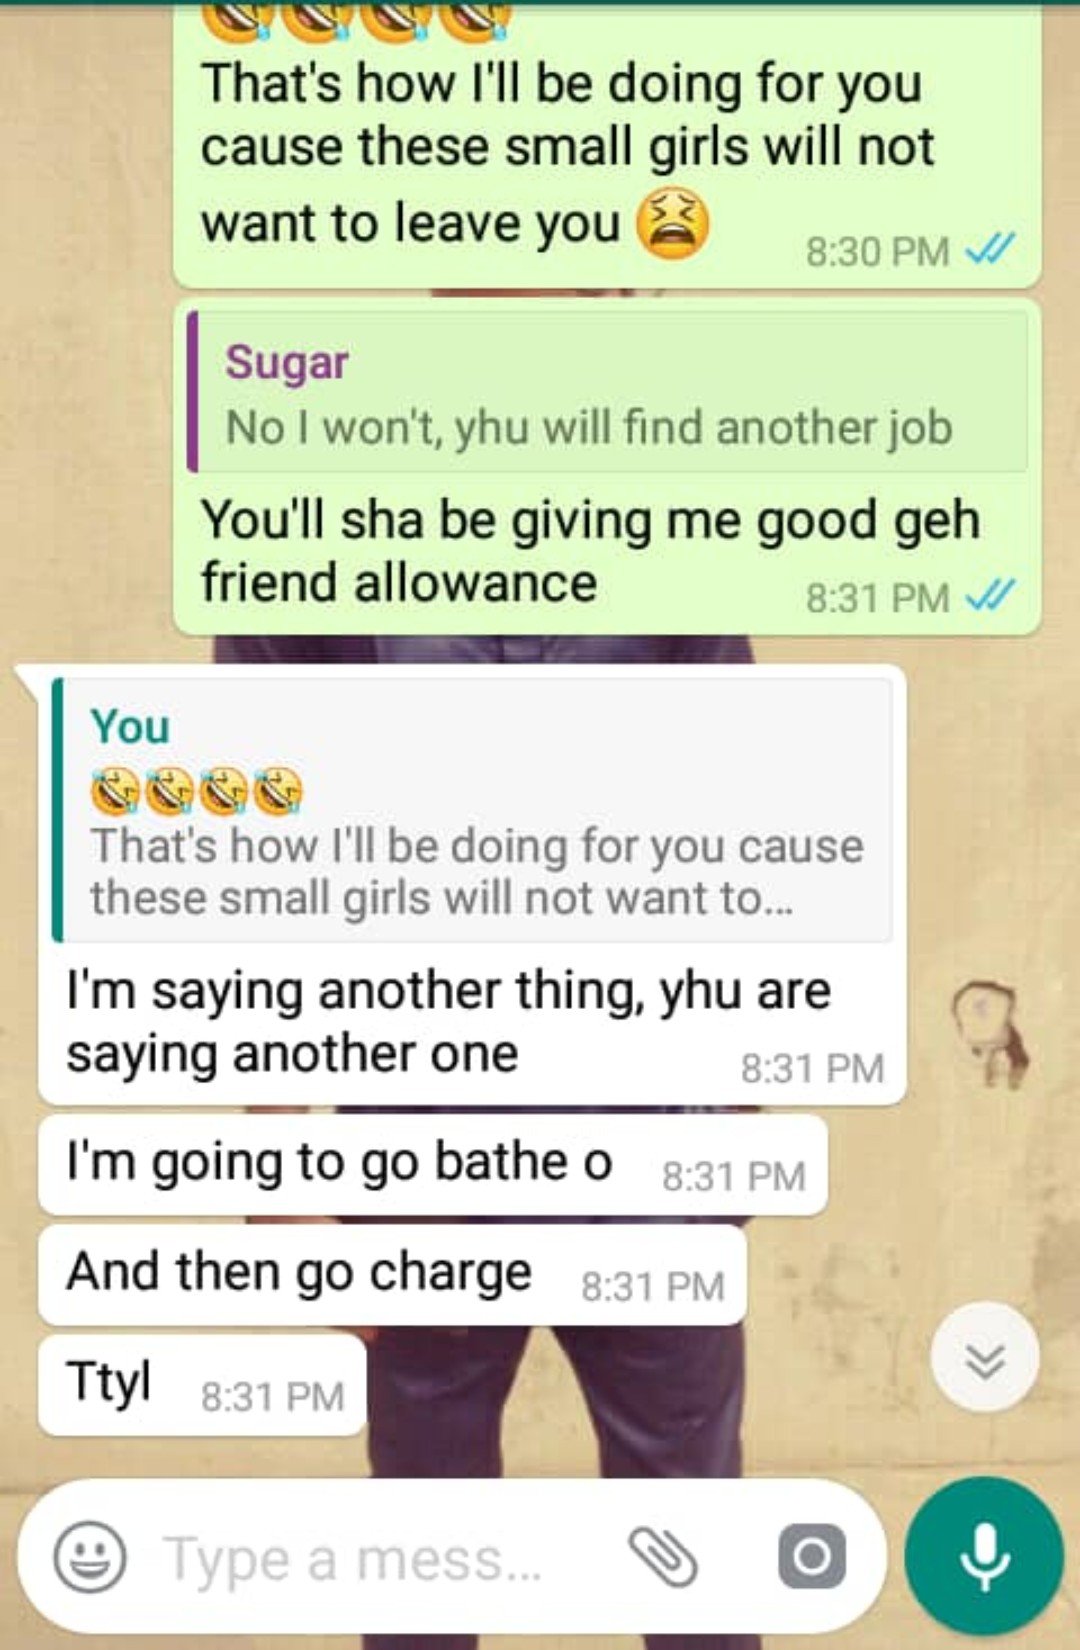 🤣🤣🤣🤣
That's how I'll be doing for you
cause these small girls will not
want to leave you 😫
8:30 PM
Sugar
No I won't, yhu will find another job
You'll sha be giving me good geh
friend allowance
8:31 PM
You
🤣🤣🤣🤣
That's how I'll be doing for you cause
these small girls will not want to...
I'm saying another thing, yhu are
saying another one
8:31 PM
I'm going to go bathe o
8:31 PM
And then go charge
8:31 PM
Ttyl
8:31 PM
Type a mess...